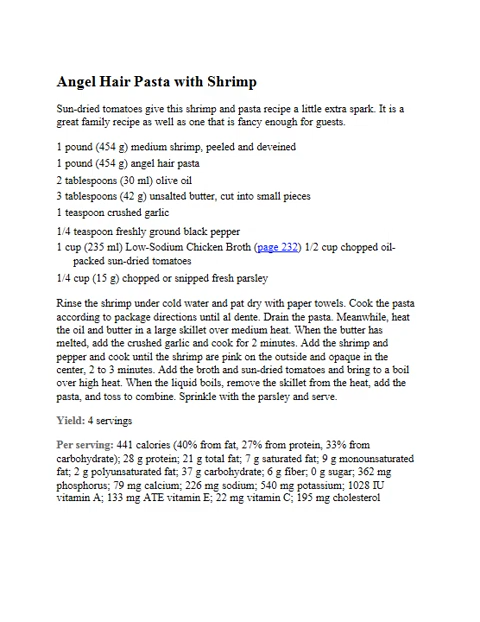 Angel Hair Pasta with Shrimp
Sun-dried tomatoes give this shrimp and pasta recipe a little extra spark. It is a
great family recipe as well as one that is fancy enough for guests.
1 pound (454 g) medium shrimp, peeled and deveined
1 pound (454 g) angel hair pasta
2 tablespoons (30 ml) olive oil
3 tablespoons (42 g) unsalted butter, cut into small pieces
1 teaspoon crushed garlic
1/4 teaspoon freshly ground black pepper
1 cup (235 ml) Low-Sodium Chicken Broth (page 232) 1/2 cup chopped oil-
packed sun-dried tomatoes
1/4 cup (15 g) chopped or snipped fresh parsley
Rinse the shrimp under cold water and pat dry with paper towels. Cook the pasta
according to package directions until al dente. Drain the pasta. Meanwhile, heat
the oil and butter in a large skillet over medium heat. When the butter has
melted, add the crushed garlic and cook for 2 minutes. Add the shrimp and
pepper and cook until the shrimp are pink on the outside and opaque in the
center, 2 to 3 minutes. Add the broth and sun-dried tomatoes and bring to a boil
over high heat. When the liquid boils, remove the skillet from the heat, add the
pasta, and toss to combine. Sprinkle with the parsley and serve.
Yield: 4 servings
Per serving: 441 calories (40% from fat, 27% from protein, 33% from
carbohydrate); 28 g protein; 21 g total fat; 7 g saturated fat; 9 g monounsaturated
fat; 2 g polyunsaturated fat; 37 g carbohydrate; 6 g fiber; 0 g sugar; 362 mg
phosphorus; 79 mg calcium; 226 mg sodium; 540 mg potassium; 1028 IU
vitamin A; 133 mg ATE vitamin E; 22 mg vitamin C; 195 mg cholesterol